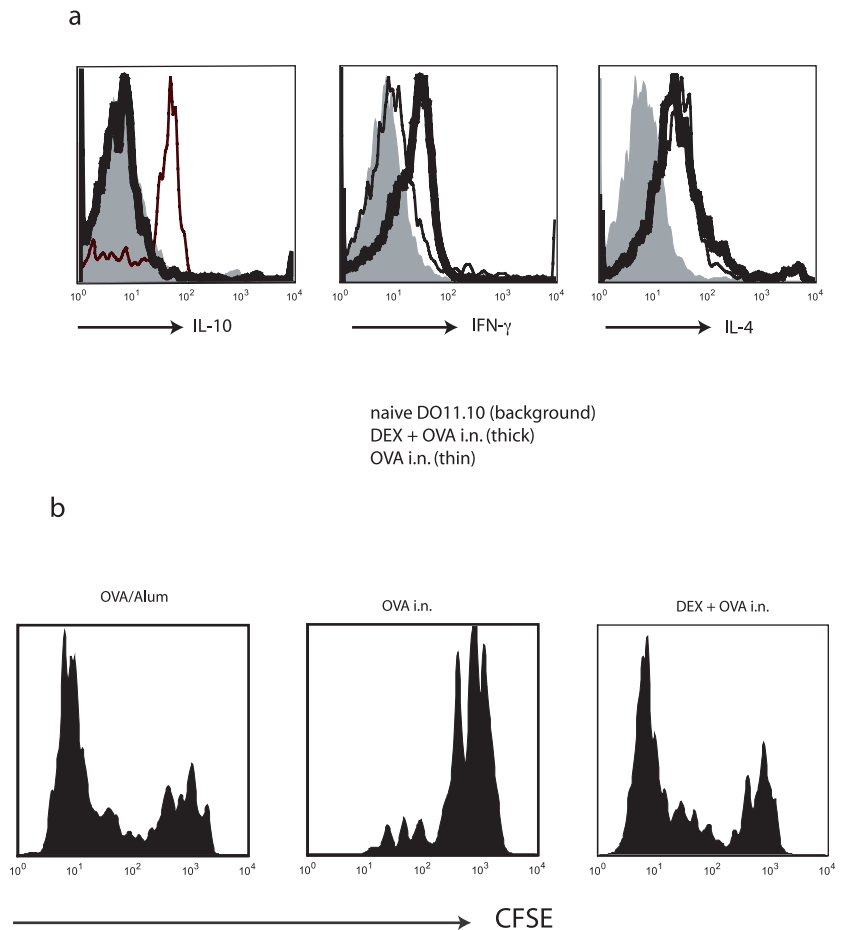 a
10⁰ 10¹ 10² 10³ 10⁴
10⁰ 10¹ 10² 10³ 10⁴
10⁰ 10¹ 10² 10³ 10⁴
IL-10
IFN-γ
IL-4
naive DO11.10 (background)
DEX + OVA i.n. (thick)
OVA i.n. (thin)
b
OVA/Alum
OVA i.n.
DEX + OVA i.n.
10⁰ 10¹ 10² 10³ 10⁴
10⁰ 10¹ 10² 10³ 10⁴
10⁰ 10¹ 10² 10³ 10⁴
CFSE